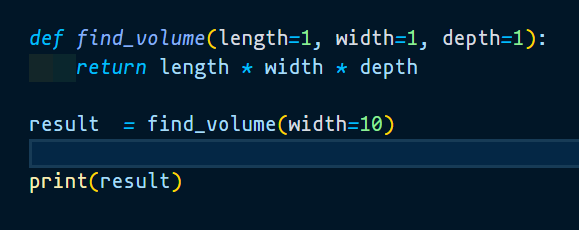 def find_volume(length=1, width=1, depth=1):
    return length * width * depth
result  = find_volume(width=10)
print(result)